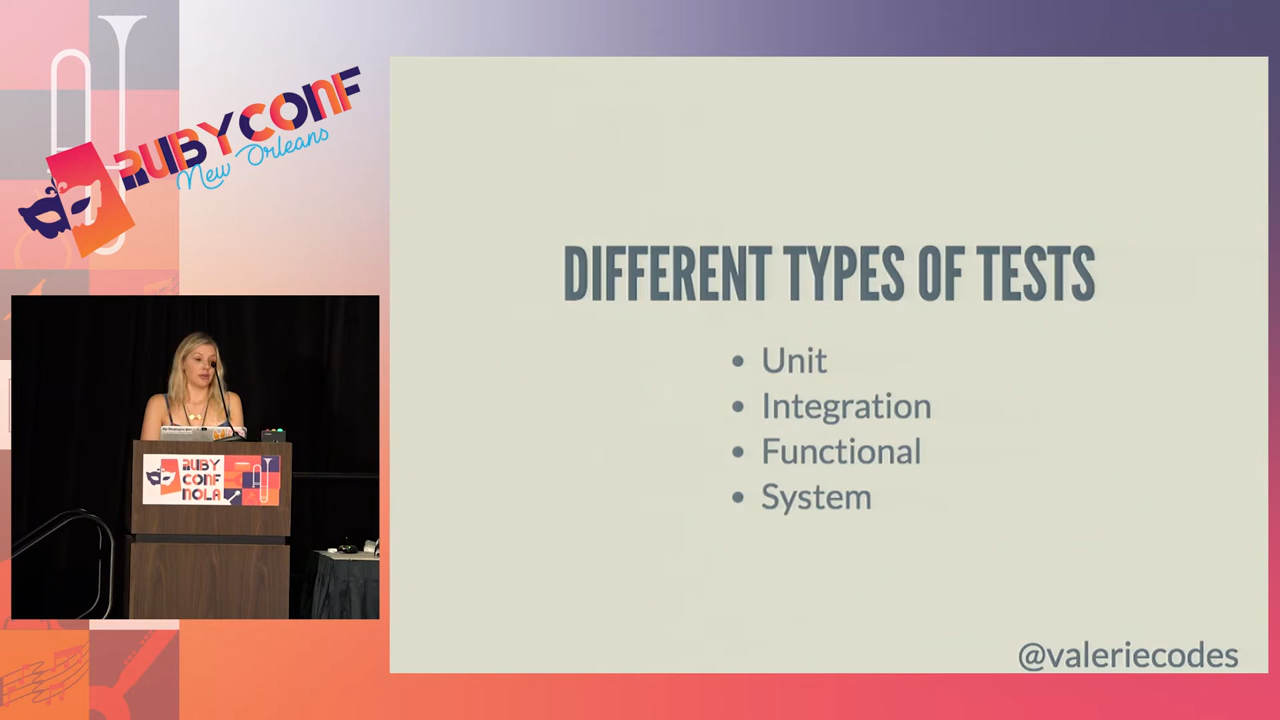 RUBYCONF
New Orleans
DIFFERENT TYPES OF TESTS
• Unit
• Integration
• Functional
• System
@valeriecodes
RUBY
CONF
NOLA